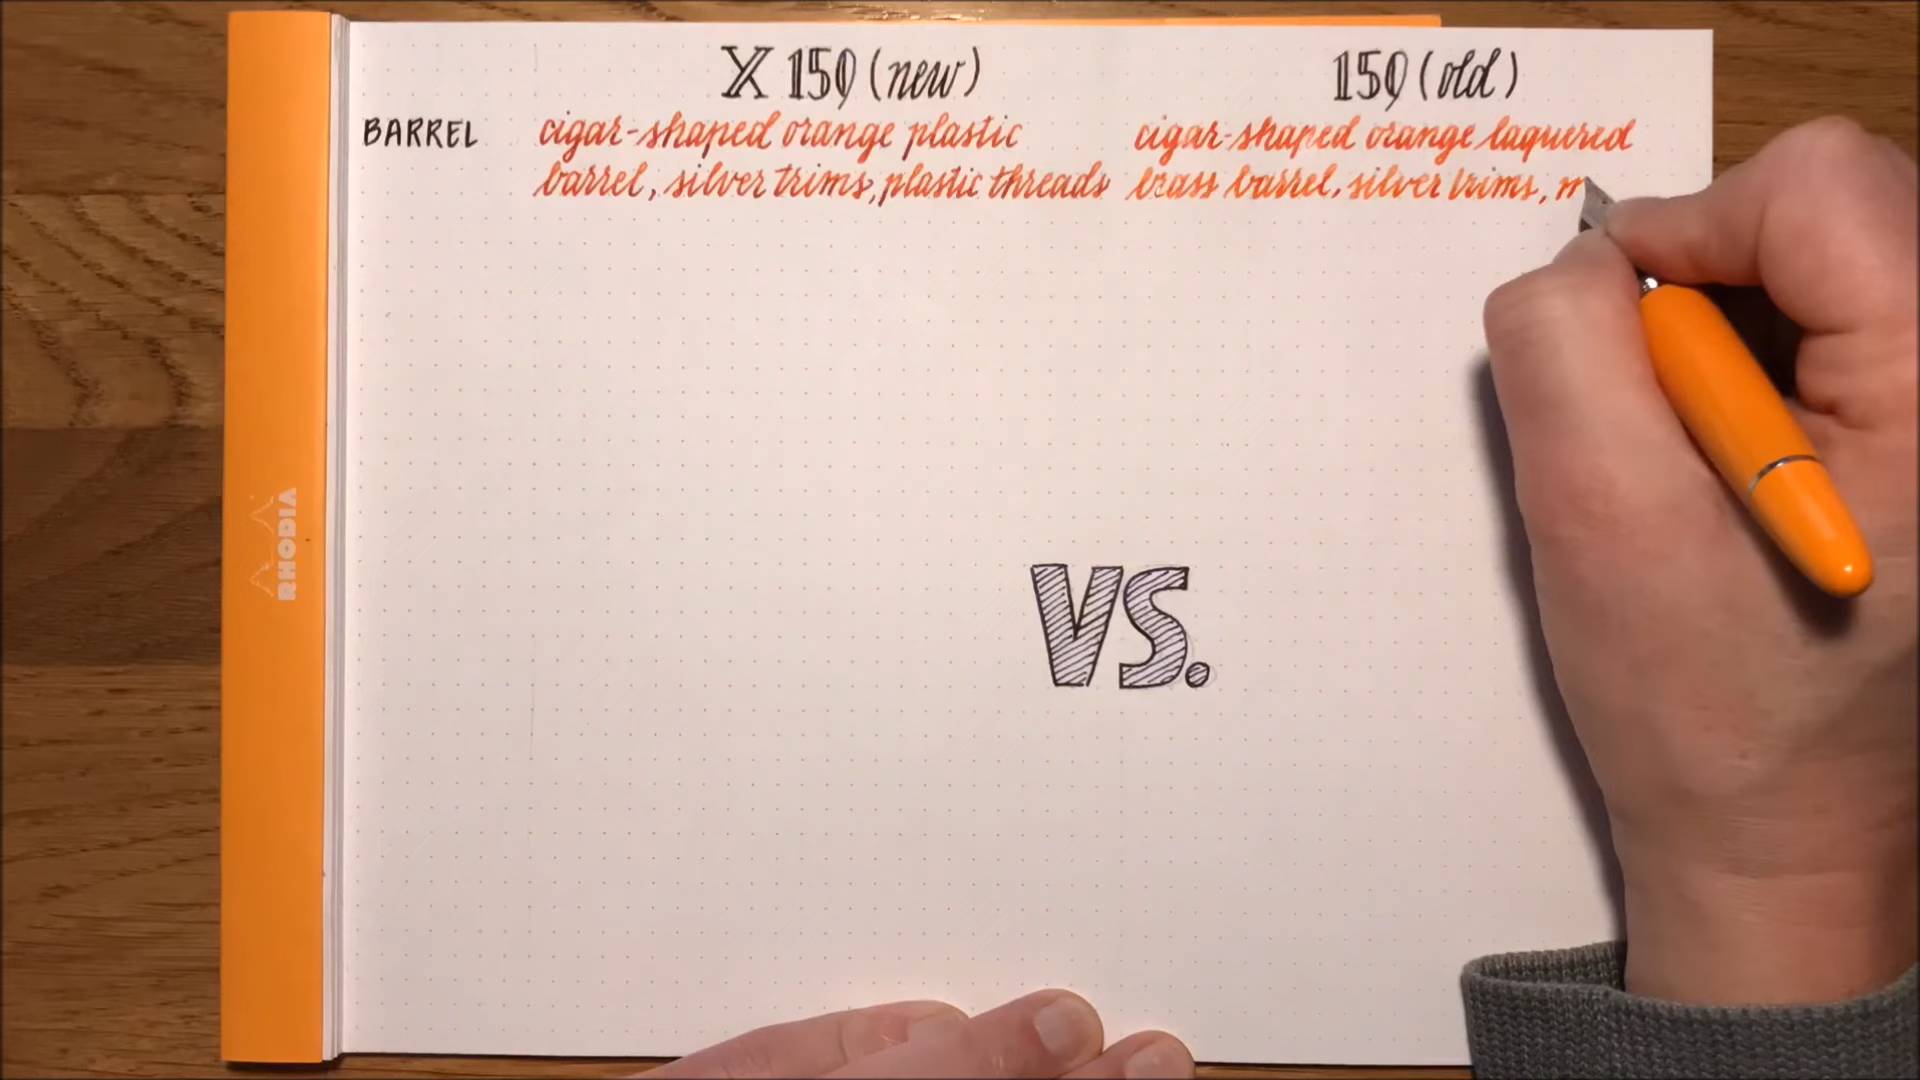 X 159 (new)
159 (old)
BARREL
cigar-shaped orange plastic
barrel, silver trims, plastic threads
cigar-shaped orange laquered
brass barrel, silver trims, m
VS.
RHODIA